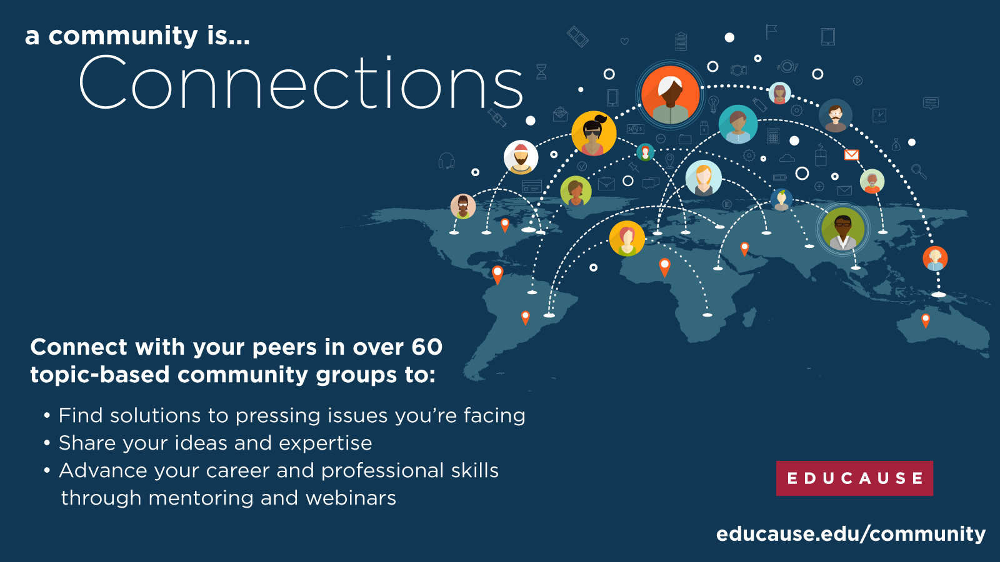 a community is...
Connections
Connect with your peers in over 60
topic-based community groups to:
• Find solutions to pressing issues you’re facing
• Share your ideas and expertise
• Advance your career and professional skills
through mentoring and webinars
EDUCAUSE
educause.edu/community